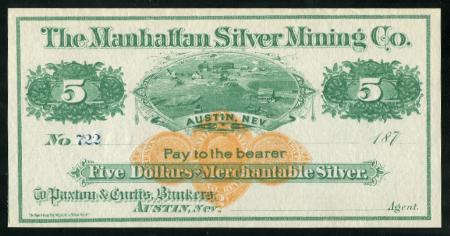 The Manhattan Silver Mining Co.
5 5
AUSTIN, NEV.
No 722 187
Pay to the bearer
Five Dollars in Merchantable Silver.
To Paxton & Curtis, Bankers,
AUSTIN, Nev. Agent.